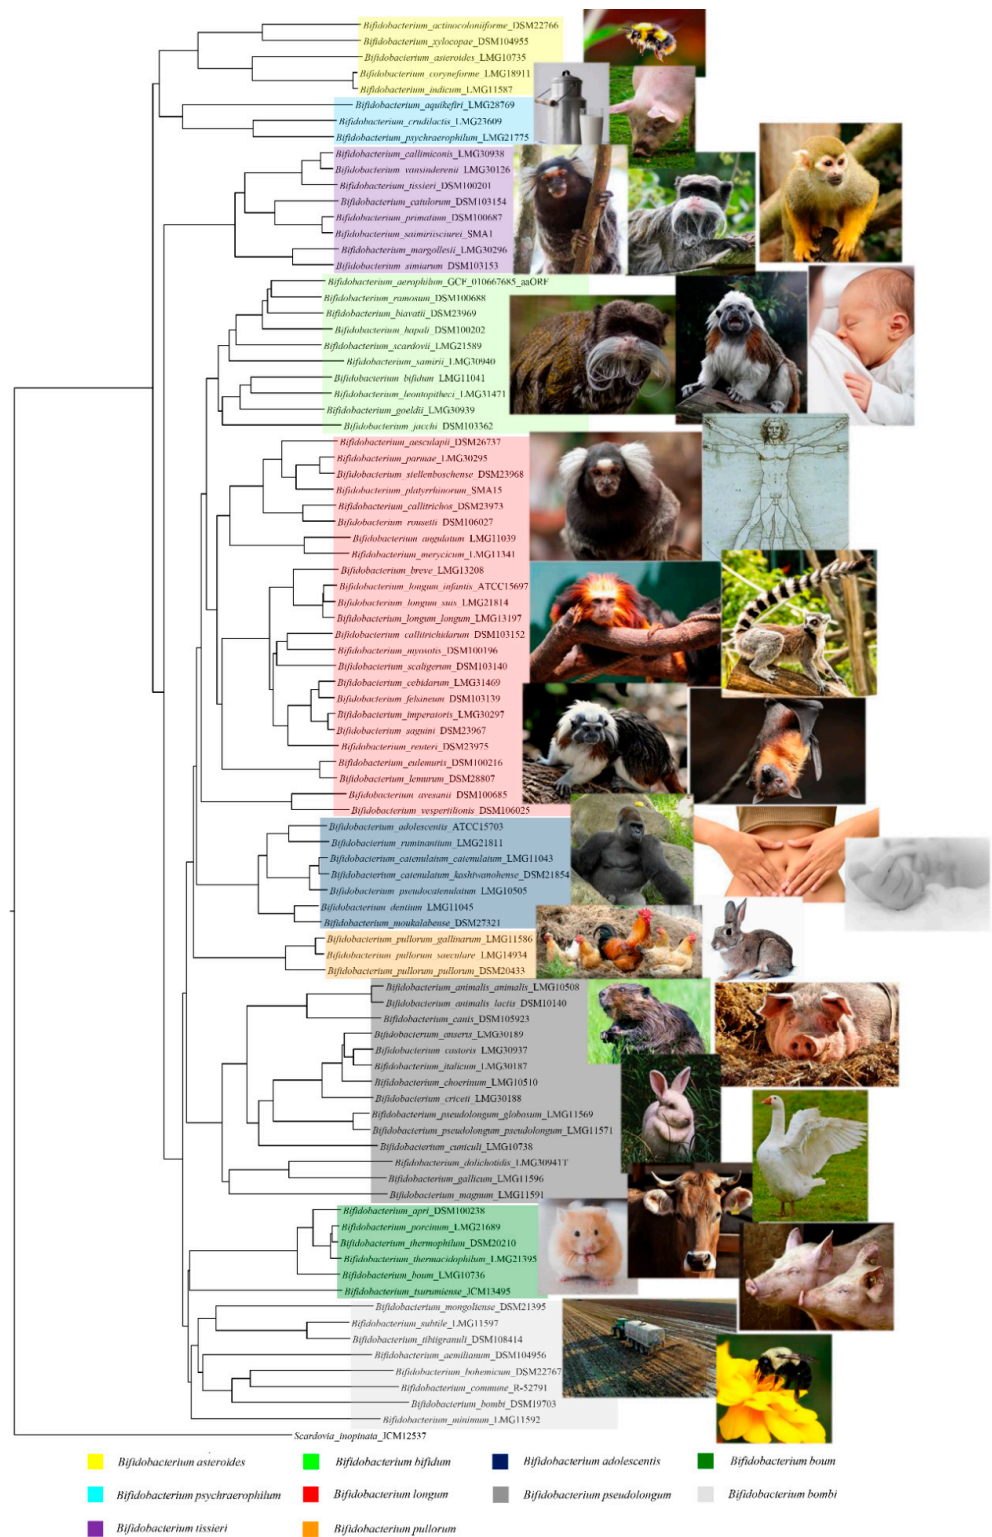 Bifidobacterium_actinocoloniiforme_DSM22766
Bifidobacterium_xylocopae_DSM104955
Bifidobacterium_asteroides_LMG10735
Bifidobacterium_coryneforme_LMG18911
Bifidobacterium_indicum_LMG11587
Bifidobacterium_aquikefiri_LMG28769
Bifidobacterium_crudilactis_LMG23609
Bifidobacterium_psychraerophilum_LMG21775
Bifidobacterium_callimiconis_LMG30938
Bifidobacterium_vansinderenii_LMG30126
Bifidobacterium_tissieri_DSM100201
Bifidobacterium_catulorum_DSM103154
Bifidobacterium_primatium_DSM100687
Bifidobacterium_saimiriisciurei_SMA1
Bifidobacterium_margollesii_LMG30296
Bifidobacterium_simiarum_DSM103153
Bifidobacterium_aerophilum_GCF_010667685_aaORF
Bifidobacterium_ramosum_DSM100688
Bifidobacterium_biavatii_DSM23969
Bifidobacterium_hapali_DSM100202
Bifidobacterium_scardovii_LMG21589
Bifidobacterium_samirii_LMG30940
Bifidobacterium_bifidum_LMG11041
Bifidobacterium_leontopitheci_LMG31471
Bifidobacterium_goeldii_LMG30939
Bifidobacterium_jacchi_DSM103362
Bifidobacterium_aesculapii_DSM26737
Bifidobacterium_parmae_LMG30295
Bifidobacterium_stellenboschense_DSM23968
Bifidobacterium_platyrrhinorum_SMA15
Bifidobacterium_callitrichos_DSM23973
Bifidobacterium_rousetti_DSM106027
Bifidobacterium_angulatum_LMG11039
Bifidobacterium_merycicum_LMG11341
Bifidobacterium_breve_LMG13208
Bifidobacterium_longum_infantis_ATCC15697
Bifidobacterium_longum_suis_LMG21814
Bifidobacterium_longum_longum_LMG13197
Bifidobacterium_callitrichidarum_DSM103152
Bifidobacterium_myosotis_DSM100196
Bifidobacterium_scaligerum_DSM103140
Bifidobacterium_cebidarum_LMG31469
Bifidobacterium_felsineum_DSM103139
Bifidobacterium_imperatoris_LMG30297
Bifidobacterium_saguini_DSM23967
Bifidobacterium_reuteri_DSM23975
Bifidobacterium_eulemuris_DSM100216
Bifidobacterium_lemurum_DSM28807
Bifidobacterium_avesanii_DSM100685
Bifidobacterium_vespertilionis_DSM106025
Bifidobacterium_adolescentis_ATCC15703
Bifidobacterium_ruminantium_LMG21811
Bifidobacterium_catenulatum_catenulatum_LMG11043
Bifidobacterium_catenulatum_kashiwanohense_DSM21854
Bifidobacterium_pseudocatenulatum_LMG10505
Bifidobacterium_dentium_LMG11045
Bifidobacterium_moukalabense_DSM27321
Bifidobacterium_pullorum_gallinarum_LMG11586
Bifidobacterium_pullorum_saeculare_LMG14934
Bifidobacterium_pullorum_pullorum_DSM20433
Bifidobacterium_animalis_animalis_LMG10508
Bifidobacterium_animalis_lactis_DSM10140
Bifidobacterium_canis_DSM105923
Bifidobacterium_anseris_LMG30189
Bifidobacterium_castoris_LMG30937
Bifidobacterium_italicum_LMG30187
Bifidobacterium_choerinum_LMG10510
Bifidobacterium_criceti_LMG30188
Bifidobacterium_pseudolongum_globosum_LMG11569
Bifidobacterium_pseudolongum_pseudolongum_LMG11571
Bifidobacterium_cuniculi_LMG10738
Bifidobacterium_dolichotidis_LMG30941T
Bifidobacterium_gallicum_LMG11596
Bifidobacterium_magnum_LMG11591
Bifidobacterium_apri_DSM100238
Bifidobacterium_porcinum_LMG21689
Bifidobacterium_thermophilum_DSM20210
Bifidobacterium_thermacidophilum_LMG21395
Bifidobacterium_boum_LMG10736
Bifidobacterium_tsurumiense_JCM13495
Bifidobacterium_mongoliense_DSM21395
Bifidobacterium_subtile_LMG11597
Bifidobacterium_tibiigranuli_DSM108414
Bifidobacterium_aemilianum_DSM104956
Bifidobacterium_bohemicum_DSM22767
Bifidobacterium_commune_R-52791
Bifidobacterium_bombi_DSM19703
Bifidobacterium_minimum_LMG11592
Scardovia_inopinata_JCM12537
Bifidobacterium asteroides Bifidobacterium bifidum Bifidobacterium adolescentis Bifidobacterium boum
Bifidobacterium psychraerophilum Bifidobacterium longum Bifidobacterium pseudolongum Bifidobacterium bombi
Bifidobacterium tissieri Bifidobacterium pullorum